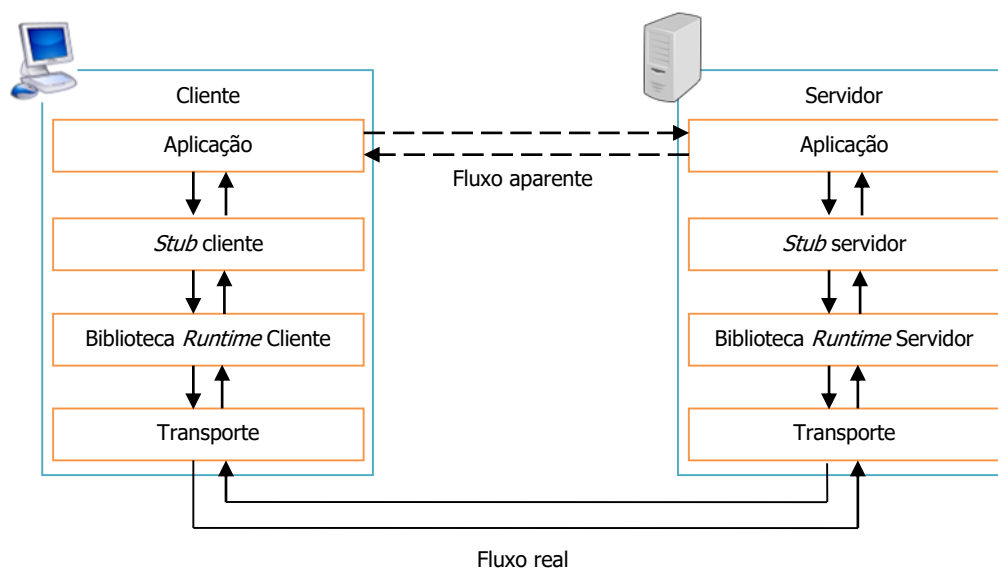 Cliente
Servidor
Aplicação
Aplicação
Fluxo aparente
Stub cliente
Stub servidor
Biblioteca Runtime Cliente
Biblioteca Runtime Servidor
Transporte
Transporte
Fluxo real